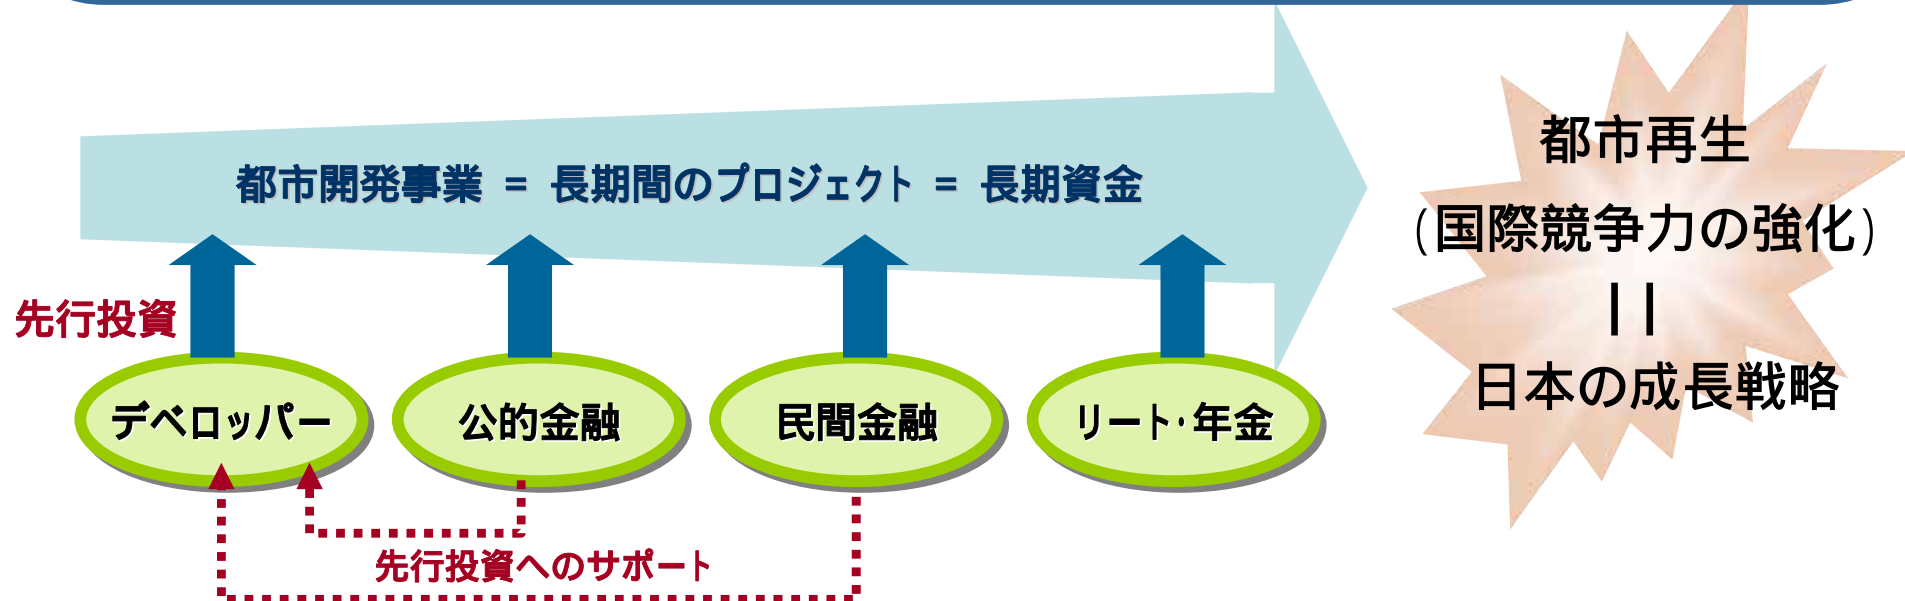 都市開発事業 = 長期間のプロジェクト = 長期資金
先行投資
デベロッパー
公的金融
民間金融
リート･年金
先行投資へのサポート
都市再生
(国際競争力の強化)
||
日本の成長戦略